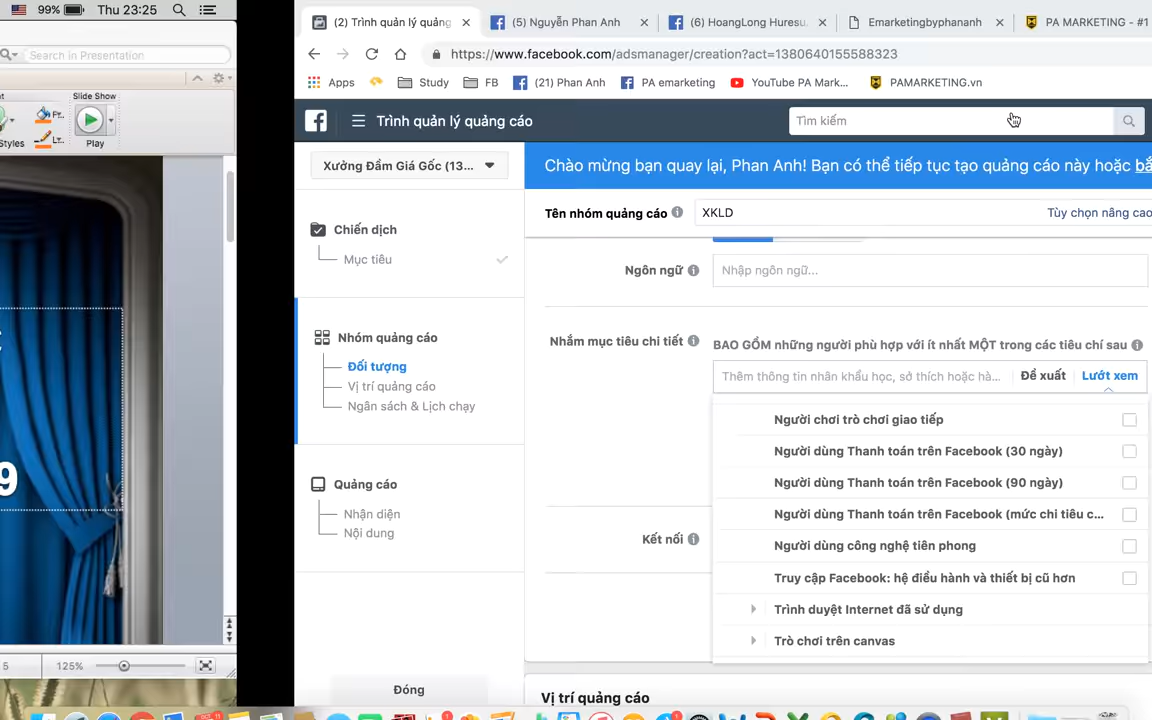 99%
Thu 23:25
Search in Presentation
Slide Show
Styles
Play
9
5
125%
(2) Trình quản lý quảng
(5) Nguyễn Phan Anh
(6) HoangLong Huresu
Emarketingbyphananh
PA MARKETING - #1
https://www.facebook.com/adsmanager/creation?act=1380640155588323
Apps
Study
FB
(21) Phan Anh
PA emarketing
YouTube PA Mark...
PAMARKETING.vn
Trình quản lý quảng cáo
Tìm kiếm
Xưởng Đầm Giá Gốc (13...
Chào mừng bạn quay lại, Phan Anh! Bạn có thể tiếp tục tạo quảng cáo này hoặc
Chiến dịch
Mục tiêu
Nhóm quảng cáo
Đối tượng
Vị trí quảng cáo
Ngân sách & Lịch chạy
Quảng cáo
Nhận diện
Nội dung
Đóng
Tên nhóm quảng cáo
XKLD
Tùy chọn nâng cao
Ngôn ngữ
Nhập ngôn ngữ...
Nhắm mục tiêu chi tiết
BAO GỒM những người phù hợp với ít nhất MỘT trong các tiêu chí sau
Thêm thông tin nhân khẩu học, sở thích hoặc hà...
Đề xuất
Lướt xem
Người chơi trò chơi giao tiếp
Người dùng Thanh toán trên Facebook (30 ngày)
Người dùng Thanh toán trên Facebook (90 ngày)
Người dùng Thanh toán trên Facebook (mức chi tiêu c...
Người dùng công nghệ tiên phong
Truy cập Facebook: hệ điều hành và thiết bị cũ hơn
Trình duyệt Internet đã sử dụng
Trò chơi trên canvas
Kết nối
Vị trí quảng cáo